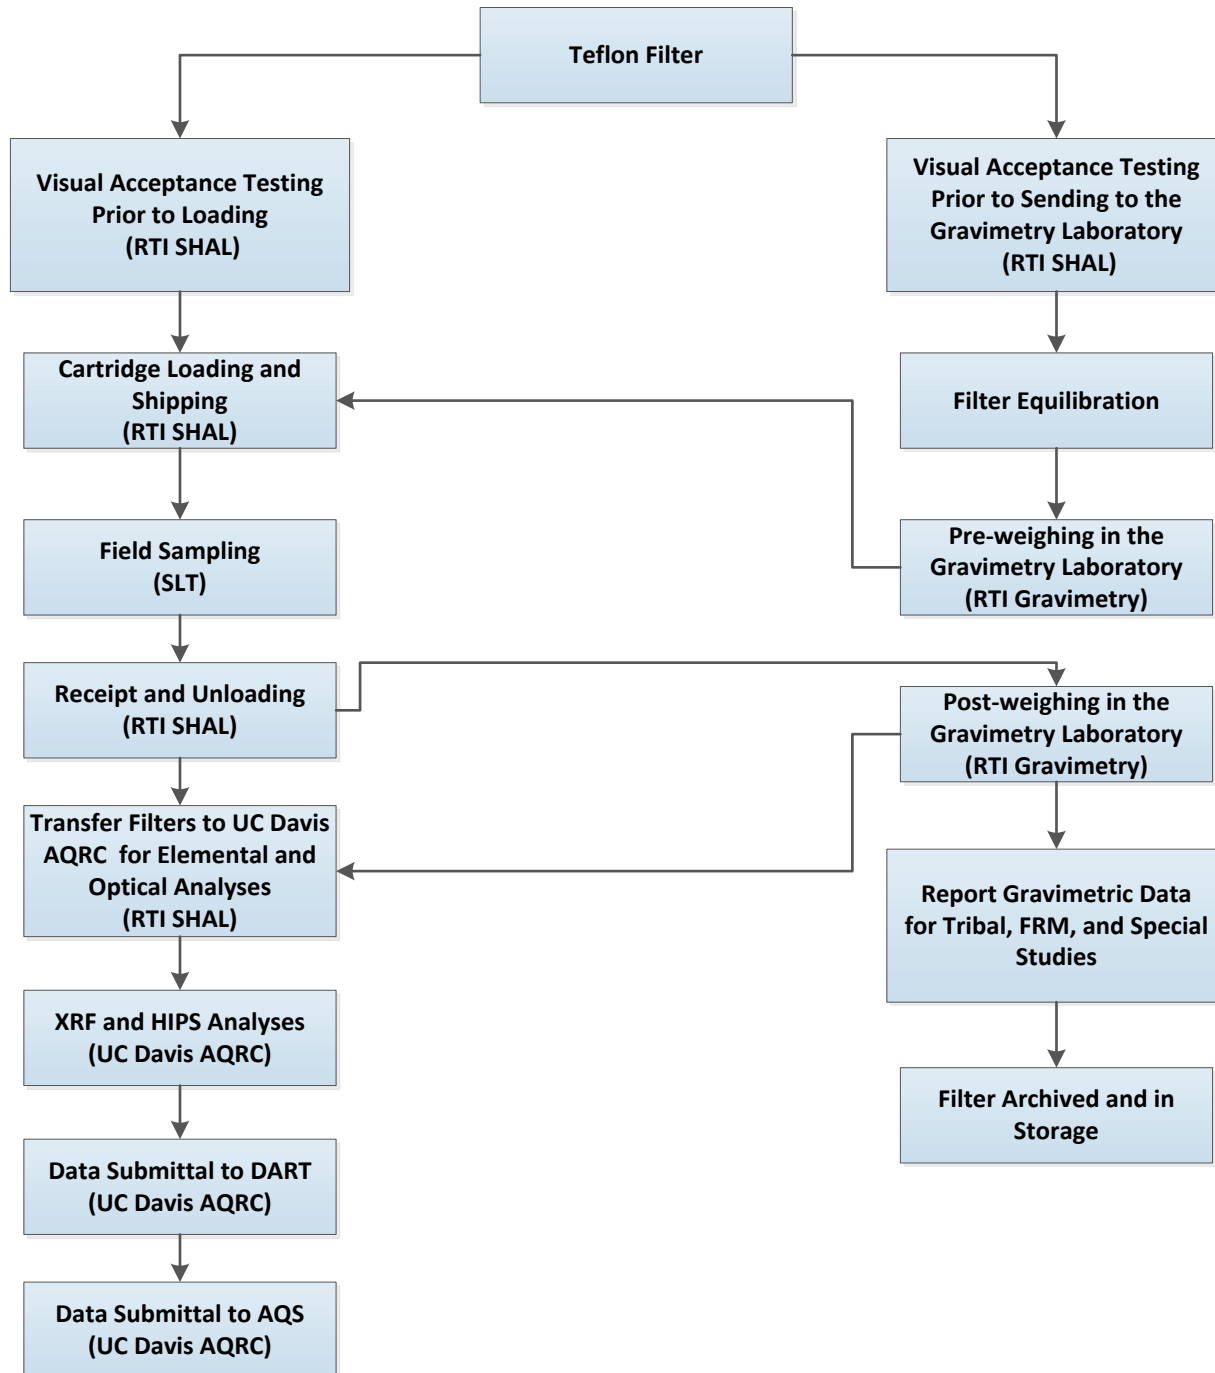 Teflon Filter
Visual Acceptance Testing
Prior to Loading
(RTI SHAL)
Visual Acceptance Testing
Prior to Sending to the
Gravimetry Laboratory
(RTI SHAL)
Cartridge Loading and
Shipping
(RTI SHAL)
Filter Equilibration
Field Sampling
(SLT)
Pre-weighing in the
Gravimetry Laboratory
(RTI Gravimetry)
Receipt and Unloading
(RTI SHAL)
Post-weighing in the
Gravimetry Laboratory
(RTI Gravimetry)
Transfer Filters to UC Davis
AQRC for Elemental and
Optical Analyses
(RTI SHAL)
Report Gravimetric Data
for Tribal, FRM, and Special
Studies
XRF and HIPS Analyses
(UC Davis AQRC)
Filter Archived and in
Storage
Data Submittal to DART
(UC Davis AQRC)
Data Submittal to AQS
(UC Davis AQRC)